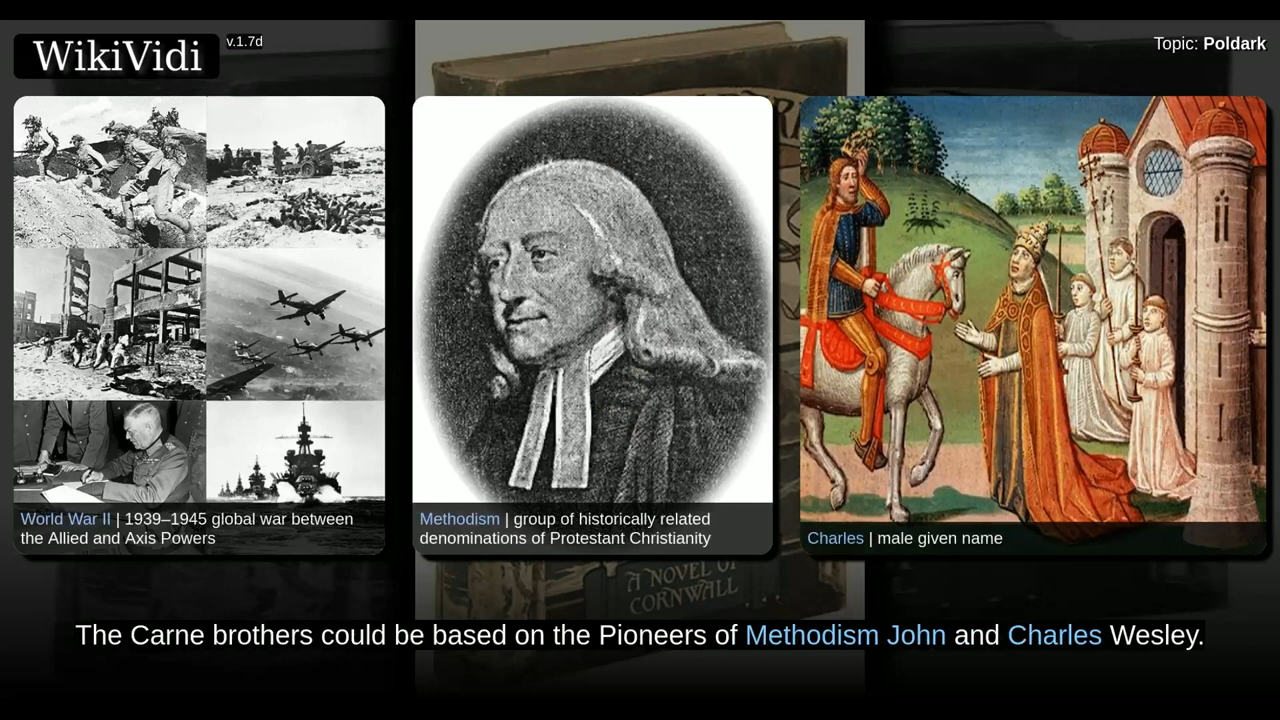 WikiVidi
v.1.7d
Topic: Poldark
World War II | 1939–1945 global war between
the Allied and Axis Powers
Methodism | group of historically related
denominations of Protestant Christianity
Charles | male given name
A NOVEL OF
CORNWALL
The Carne brothers could be based on the Pioneers of Methodism John and Charles Wesley.